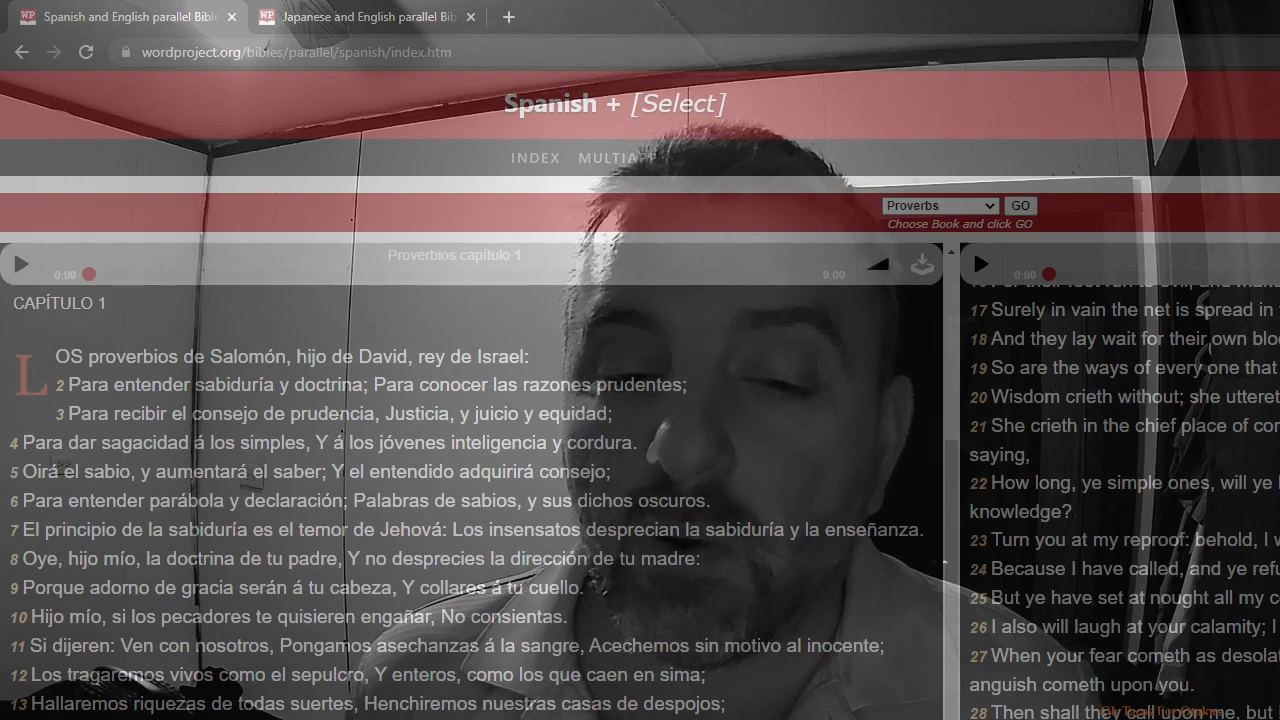 Spanish and English parallel Bible
Japanese and English parallel Bib
wordproject.org/bibles/parallel/spanish/index.htm
Spanish + [Select]
INDEX MULTIAPP
Proverbs GO
Choose Book and click GO
Proverbios capítulo 1
0:00 0:00
CAPÍTULO 1
LOS proverbios de Salomón, hijo de David, rey de Israel:
2 Para entender sabiduría y doctrina; Para conocer las razones prudentes;
3 Para recibir el consejo de prudencia, Justicia, y juicio y equidad;
4 Para dar sagacidad á los simples, Y á los jóvenes inteligencia y cordura.
5 Oirá el sabio, y aumentará el saber; Y el entendido adquirirá consejo;
6 Para entender parábola y declaración; Palabras de sabios, y sus dichos oscuros.
7 El principio de la sabiduría es el temor de Jehová: Los insensatos desprecian la sabiduría y la enseñanza.
8 Oye, hijo mío, la doctrina de tu padre, Y no desprecies la dirección de tu madre:
9 Porque adorno de gracia serán á tu cabeza, Y collares á tu cuello.
10 Hijo mío, si los pecadores te quisieren engañar, No consientas.
11 Si dijeren: Ven con nosotros, Pongamos asechanzas á la sangre, Acechemos sin motivo al inocente;
12 Los tragaremos vivos como el sepulcro, Y enteros, como los que caen en sima;
13 Hallaremos riquezas de todas suertes, Henchiremos nuestras casas de despojos;
0:00
17 Surely in vain the net is spread in
18 And they lay wait for their own bloo
19 So are the ways of every one that
20 Wisdom crieth without; she uttereth
21 She crieth in the chief place of con
saying,
22 How long, ye simple ones, will ye l
knowledge?
23 Turn you at my reproof: behold, I w
24 Because I have called, and ye refu
25 But ye have set at nought all my c
26 I also will laugh at your calamity; I
27 When your fear cometh as desolat
anguish cometh upon you.
28 Then shall they call upon me, but